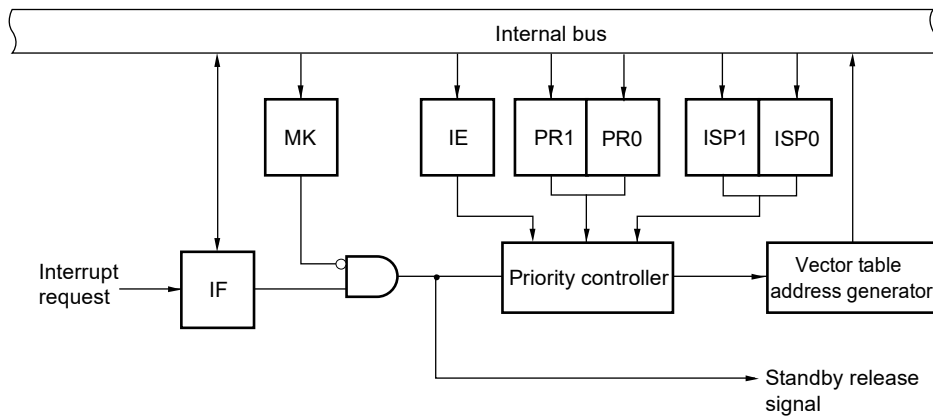 Internal bus
MK
IE
PR1
PR0
ISP1
ISP0
Interrupt
request
IF
Priority controller
Vector table
address generator
Standby release
signal